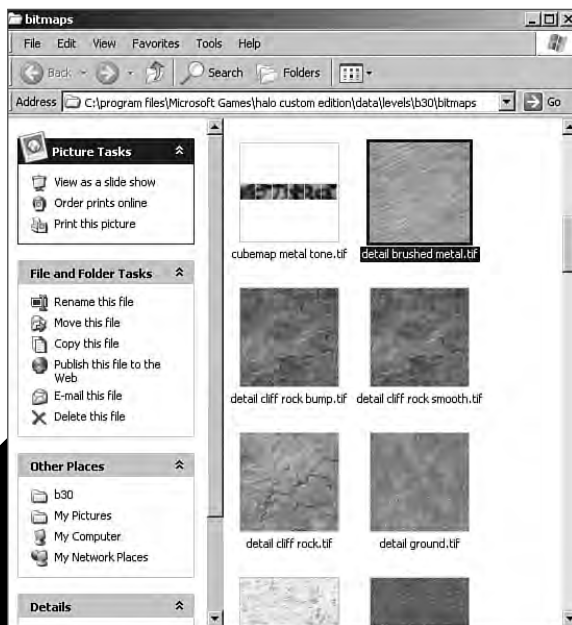 bitmaps
File Edit View Favorites Tools Help
Back Search Folders
Address C:\program files\Microsoft Games\halo custom edition\data\levels\b30\bitmaps Go
Picture Tasks
View as a slide show
Order prints online
Print this picture
File and Folder Tasks
Rename this file
Move this file
Copy this file
Publish this file to the
Web
E-mail this file
Delete this file
Other Places
b30
My Pictures
My Computer
My Network Places
Details
cubemap metal tone.tif detail brushed metal.tif
detail cliff rock bump.tif detail cliff rock smooth.tif
detail cliff rock.tif detail ground.tif